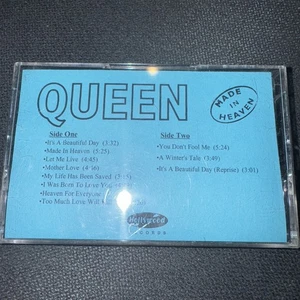 QUEEN
MADE IN HEAVEN
Side One
-It's A Beautiful Day (3:32)
-Made In Heaven (5:25)
-Let Me Live (4:45)
-Mother Love (4:46)
-My Life Has Been Saved
-I Was Born To Love You
-Heaven For Everyone
-Too Much Love Will
Side Two
-You Don't Fool Me (5:24)
-A Winter's Tale (3:49)
-It's A Beautiful Day (Reprise) (3:01)
Hollywood
RECORDS